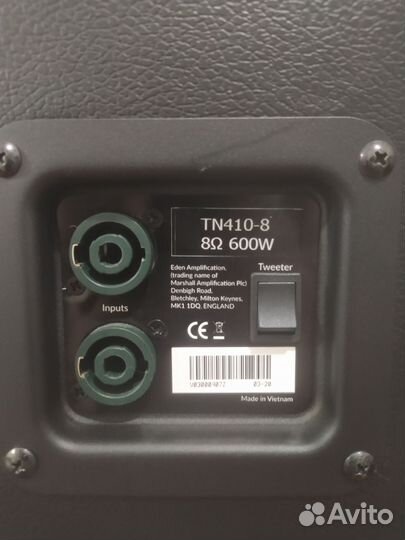 TN410-8
8Ω 600W
Eden Amplification,
(trading name of
Marshall Amplification Plc)
Denbigh Road,
Bletchley, Milton Keynes,
MK1 1DQ, ENGLAND
Tweeter
Inputs
CE
V030004072 03-20
Made in Vietnam
Avito